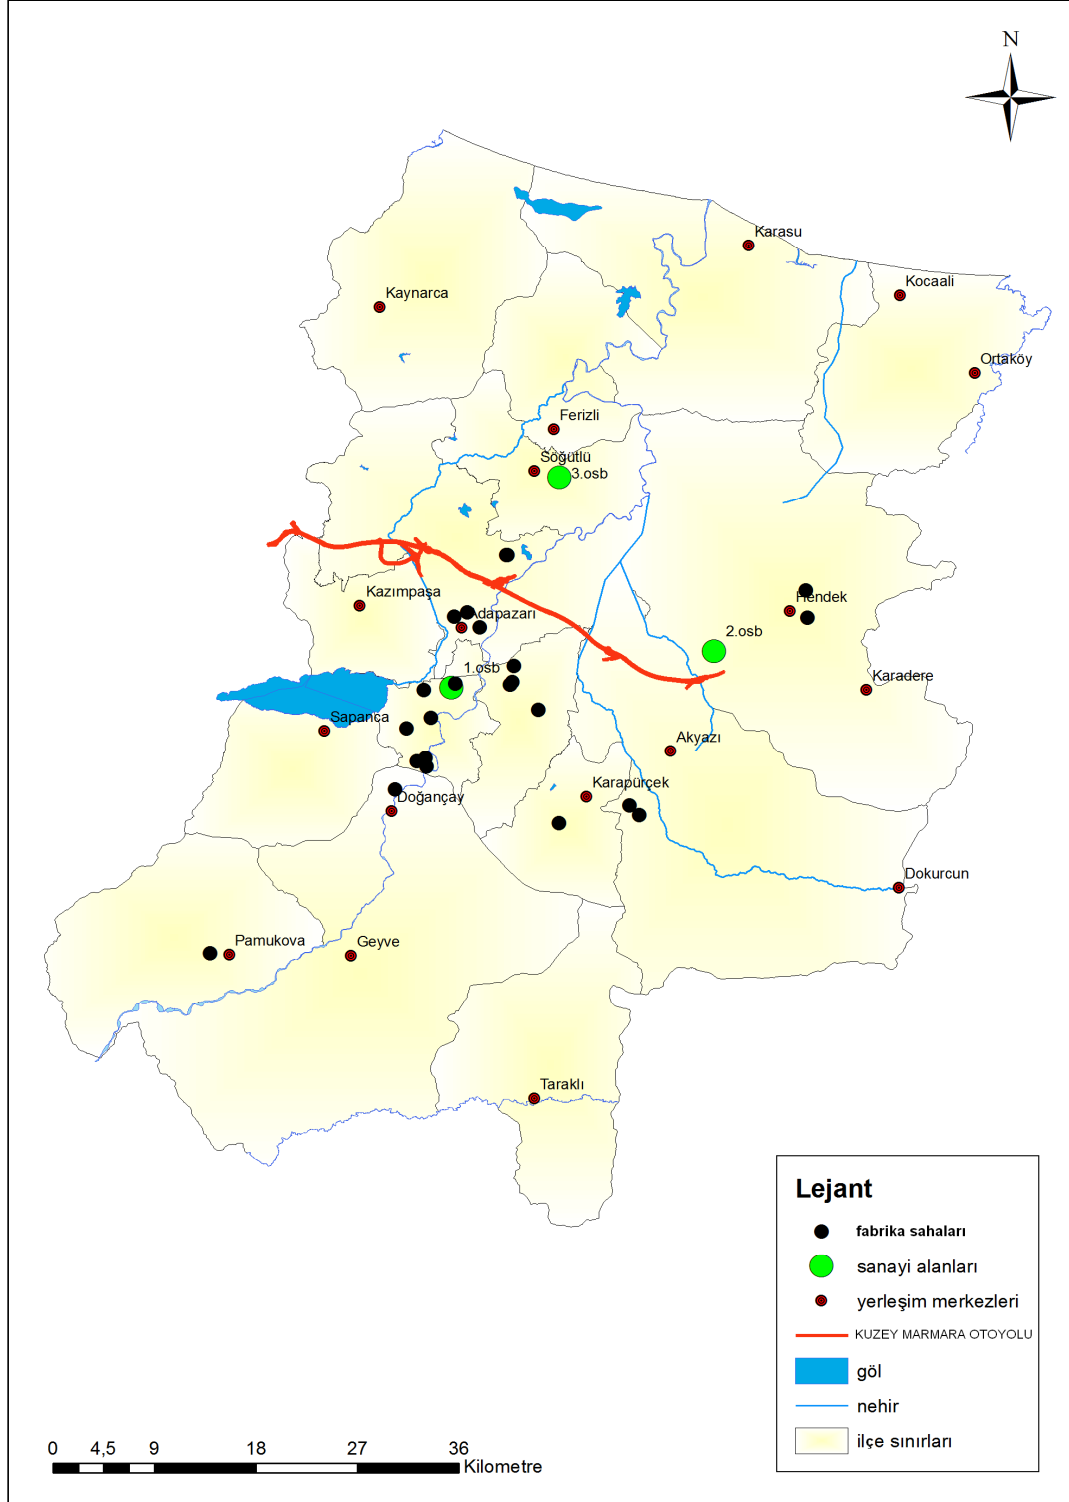 N
Karasu
Kocaali
Kaynarca
Ortaköy
Ferizli
Söğütlü
3.osb
Kazımpaşa
Hendek
Adapazarı
2.osb
1.osb
Karadere
Sapanca
Akyazı
Karapürçek
Doğançay
Dokurcun
Pamukova
Geyve
Taraklı
Lejant
fabrika sahaları
sanayi alanları
yerleşim merkezleri
KUZEY MARMARA OTOYOLU
göl
nehir
ilçe sınırları
0 4,5 9 18 27 36
Kilometre